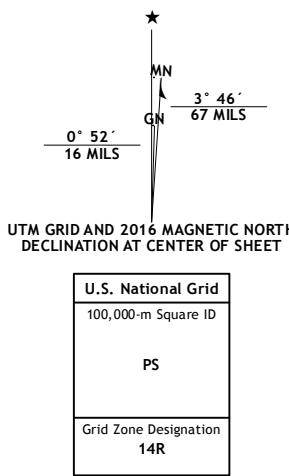 MN
3° 46´
67 MILS
GN
0° 52´
16 MILS
UTM GRID AND 2016 MAGNETIC NORTH
DECLINATION AT CENTER OF SHEET
U.S. National Grid
100,000-m Square ID
PS
Grid Zone Designation
14R